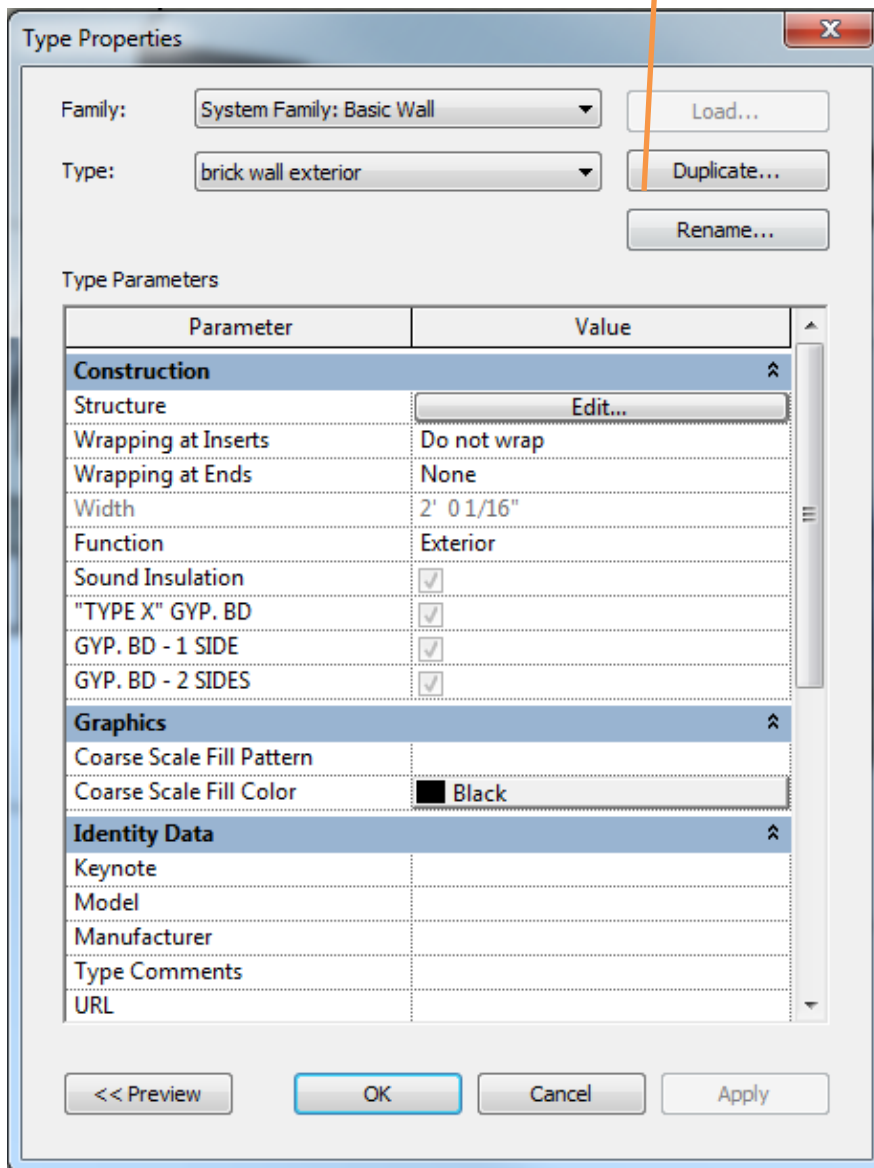 Type Properties
Family: System Family: Basic Wall Load...
Type: brick wall exterior Duplicate...
Rename...
Type Parameters
Parameter Value
Construction
Structure Edit...
Wrapping at Inserts Do not wrap
Wrapping at Ends None
Width 2' 0 1/16"
Function Exterior
Sound Insulation
"TYPE X" GYP. BD
GYP. BD - 1 SIDE
GYP. BD - 2 SIDES
Graphics
Coarse Scale Fill Pattern
Coarse Scale Fill Color Black
Identity Data
Keynote
Model
Manufacturer
Type Comments
URL
<< Preview OK Cancel Apply